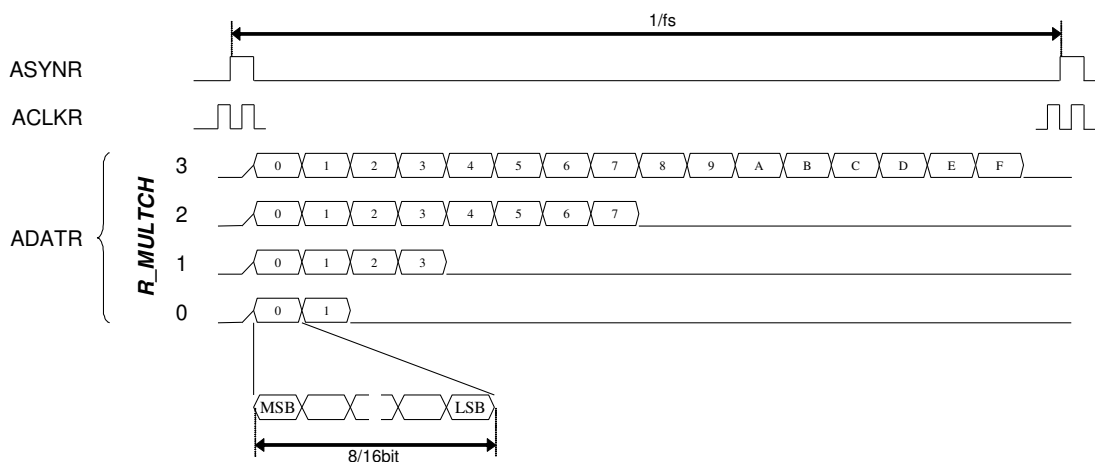 1/fs
ASYNR
ACLKR
ADATR
R_MULTCH
3 0 1 2 3 4 5 6 7 8 9 A B C D E F
2 0 1 2 3 4 5 6 7
1 0 1 2 3
0 0 1
MSB LSB
8/16bit